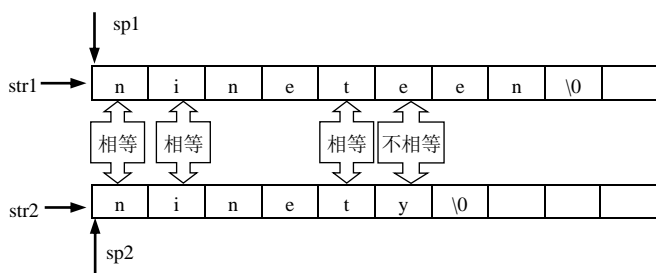 sp1
str1 n i n e t e e n \0
相等 相等 相等 不相等
str2 n i n e t y \0
sp2